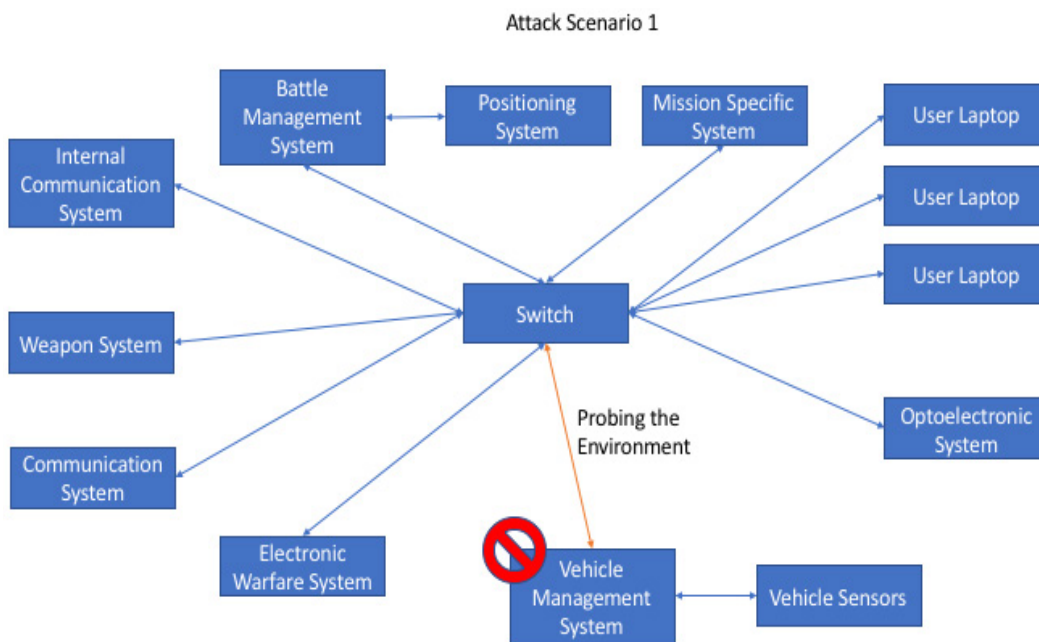 Attack Scenario 1
Battle
Management
System
Positioning
System
Mission Specific
System
User Laptop
Internal
Communication
System
User Laptop
User Laptop
Switch
Weapon System
Probing the
Environment
Optoelectronic
System
Communication
System
Electronic
Warfare System
Vehicle
Management
System
Vehicle Sensors